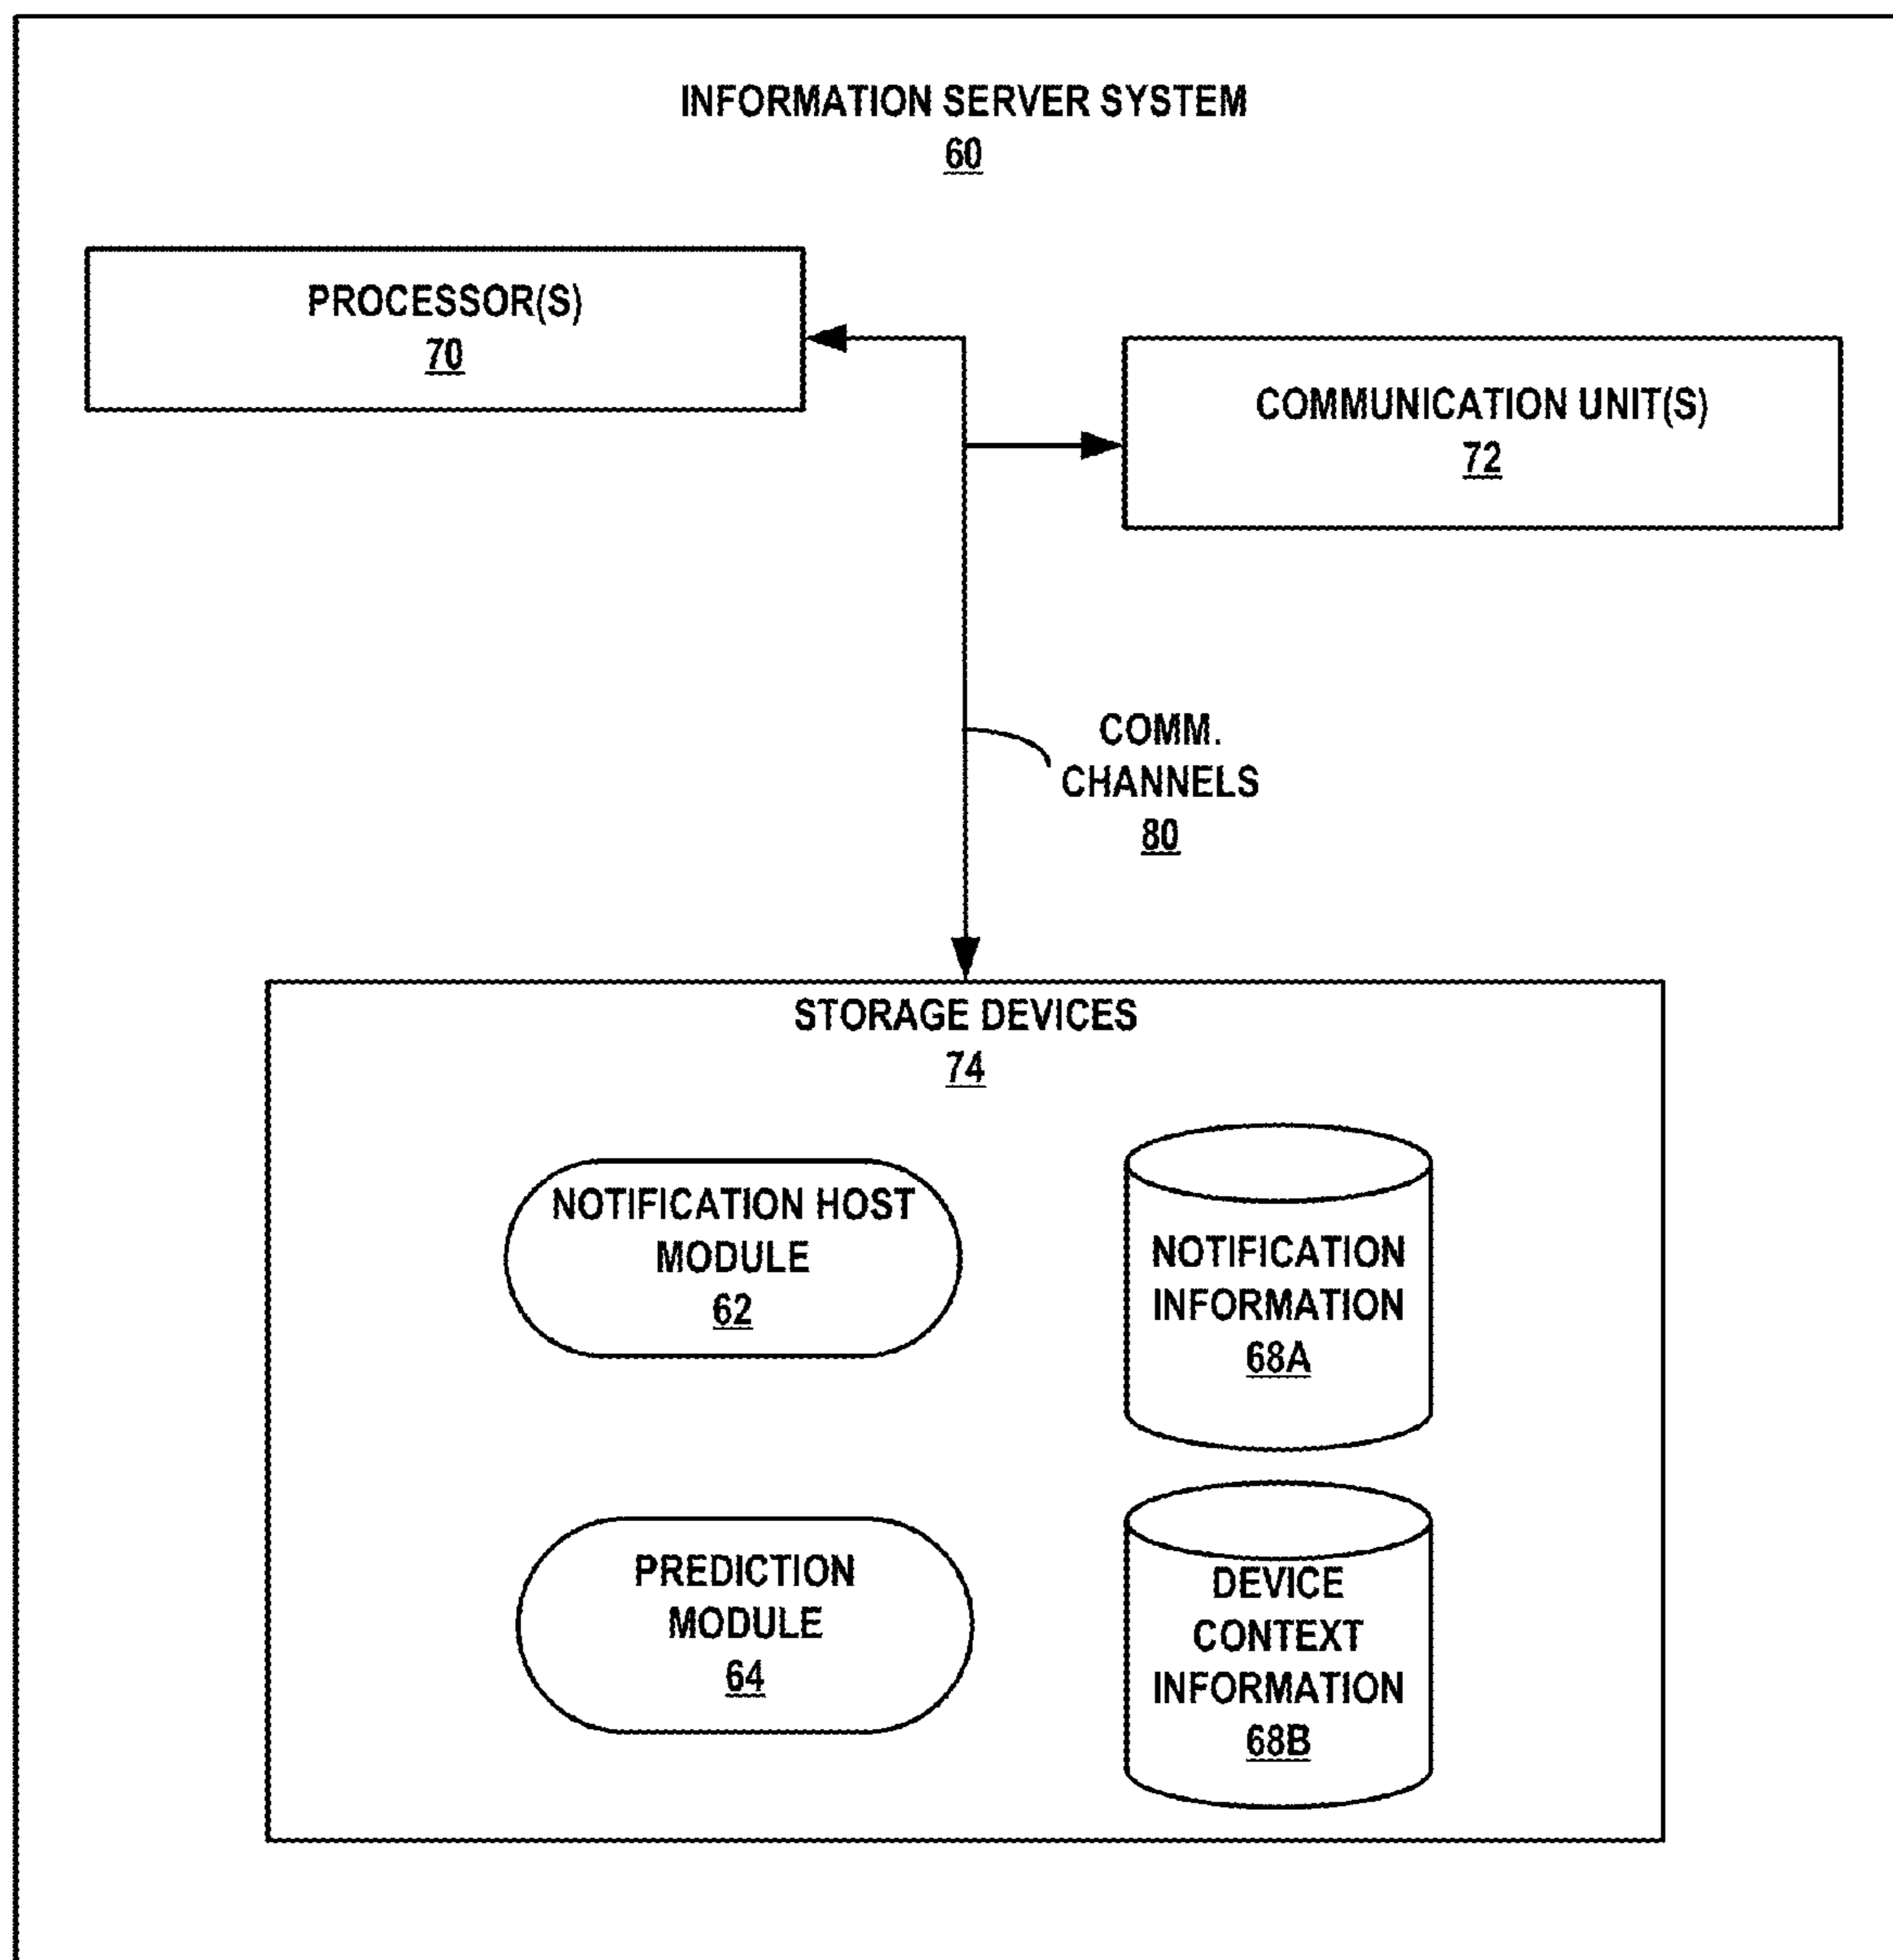 INFORMATION SERVER SYSTEM
60
PROCESSOR(S)
70
COMMUNICATION UNIT(S)
72
COMM.
CHANNELS
80
STORAGE DEVICES
74
NOTIFICATION HOST
MODULE
62
NOTIFICATION
INFORMATION
68A
PREDICTION
MODULE
64
DEVICE
CONTEXT
INFORMATION
68B